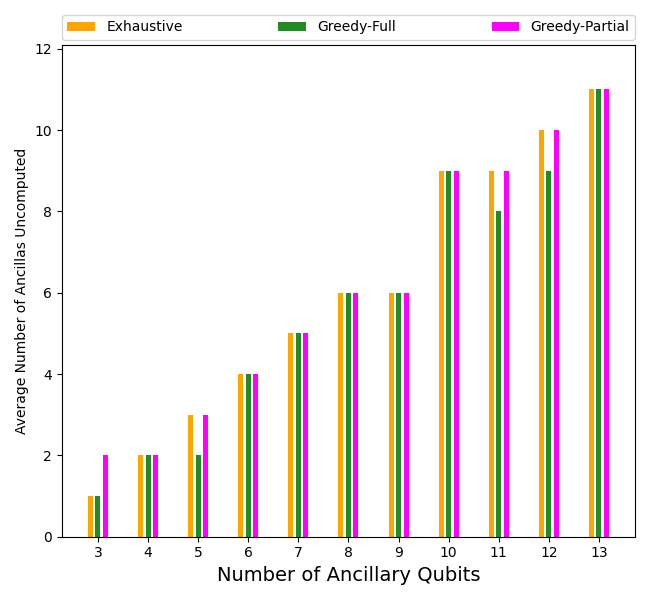 Exhaustive Greedy-Full Greedy-Partial
Average Number of Ancillas Uncomputed
12
10
8
6
4
2
0
3 4 5 6 7 8 9 10 11 12 13
Number of Ancillary Qubits